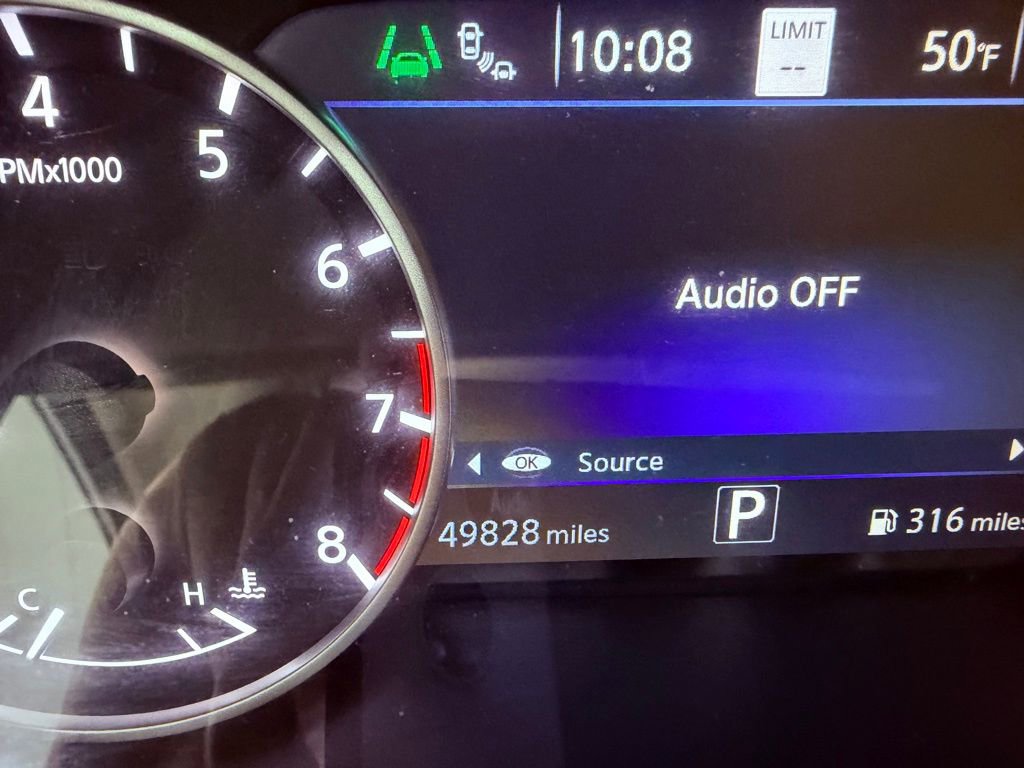 10:08
LIMIT
--
50°F
4
5
PMx1000
6
Audio OFF
7
OK Source
8
49828 miles
P
316 miles
C
H